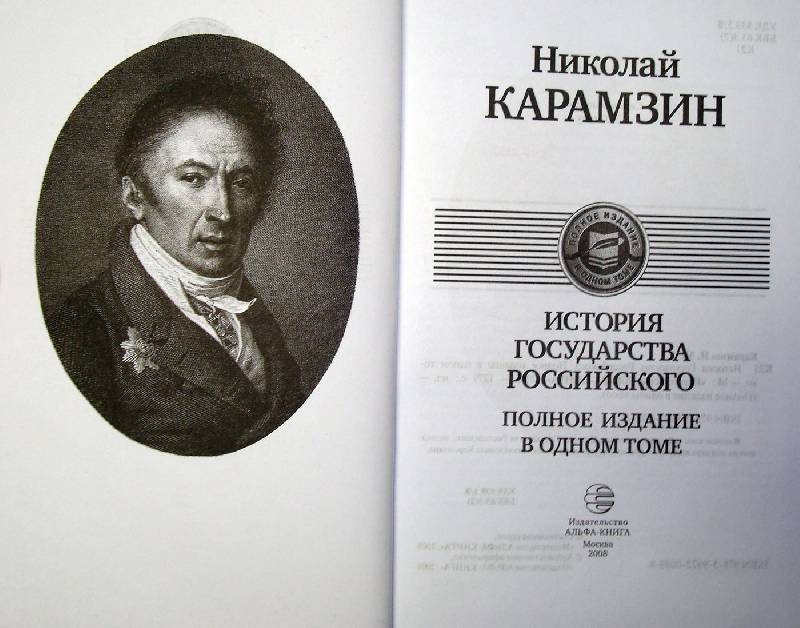 Николай
КАРАМЗИН
ПОЛНОЕ ИЗДАНИЕ
В ОДНОМ ТОМЕ
ИСТОРИЯ
ГОСУДАРСТВА
РОССИЙСКОГО
ПОЛНОЕ ИЗДАНИЕ
В ОДНОМ ТОМЕ
Издательство
АЛЬФА-КНИГА
Москва
2008